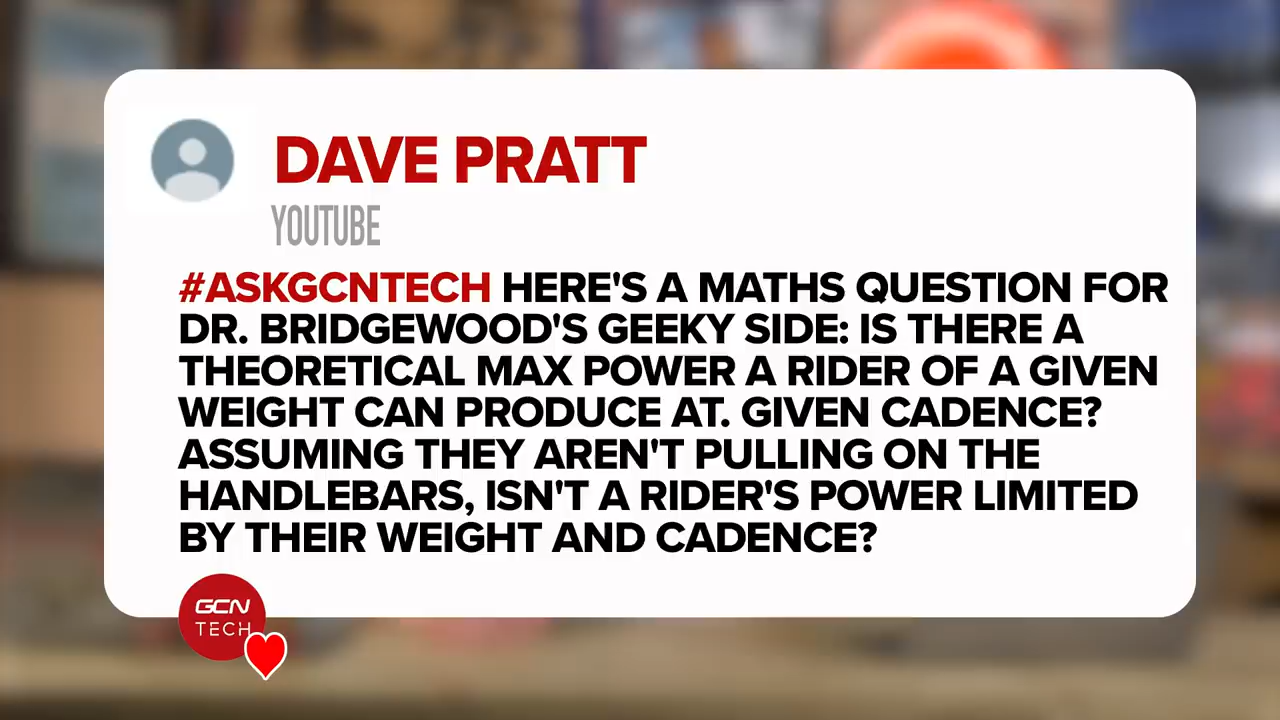 DAVE PRATT
YOUTUBE
#ASKGCNTECH HERE'S A MATHS QUESTION FOR
DR. BRIDGEWOOD'S GEEKY SIDE: IS THERE A
THEORETICAL MAX POWER A RIDER OF A GIVEN
WEIGHT CAN PRODUCE AT. GIVEN CADENCE?
ASSUMING THEY AREN'T PULLING ON THE
HANDLEBARS, ISN'T A RIDER'S POWER LIMITED
BY THEIR WEIGHT AND CADENCE?
GCN
TECH